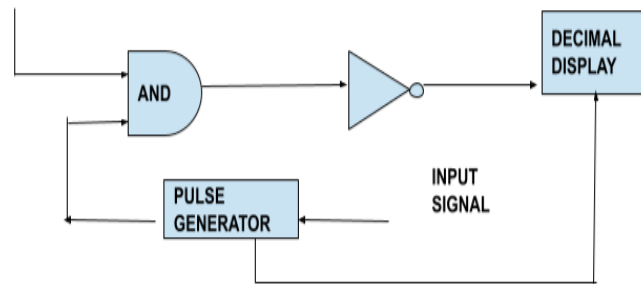 DECIMAL
DISPLAY
AND
INPUT
SIGNAL
PULSE
GENERATOR